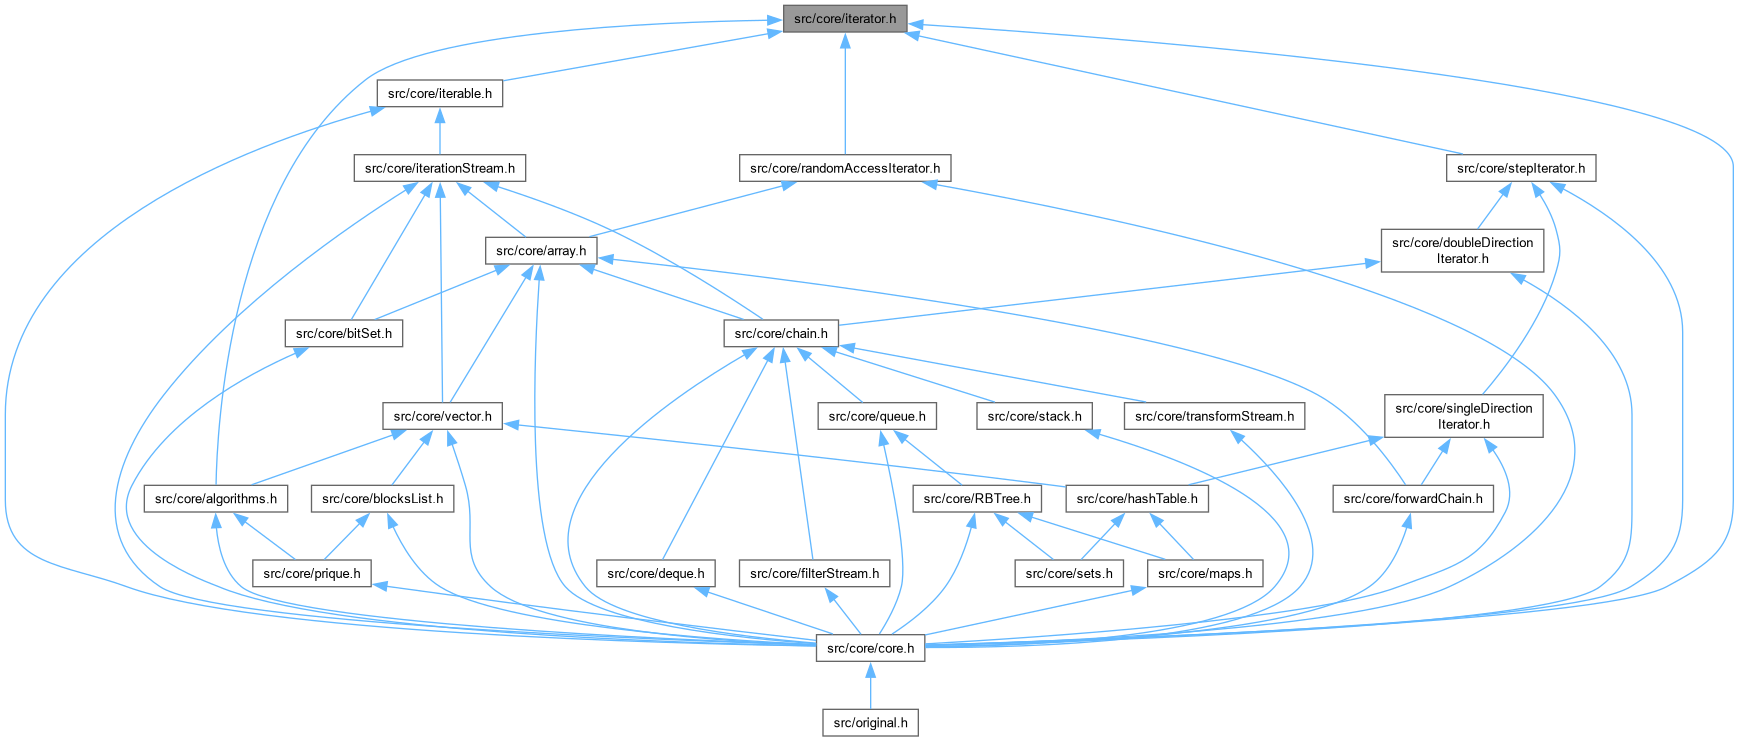 src/core/iterator.h
src/core/iterable.h
src/core/iterationStream.h
src/core/randomAccessIterator.h
src/core/stepIterator.h
src/core/array.h
src/core/doubleDirection
Iterator.h
src/core/bitSet.h
src/core/chain.h
src/core/vector.h
src/core/queue.h
src/core/stack.h
src/core/transformStream.h
src/core/singleDirection
Iterator.h
src/core/algorithms.h
src/core/blocksList.h
src/core/RBTree.h
src/core/hashTable.h
src/core/forwardChain.h
src/core/prique.h
src/core/deque.h
src/core/filterStream.h
src/core/sets.h
src/core/maps.h
src/core/core.h
src/original.h